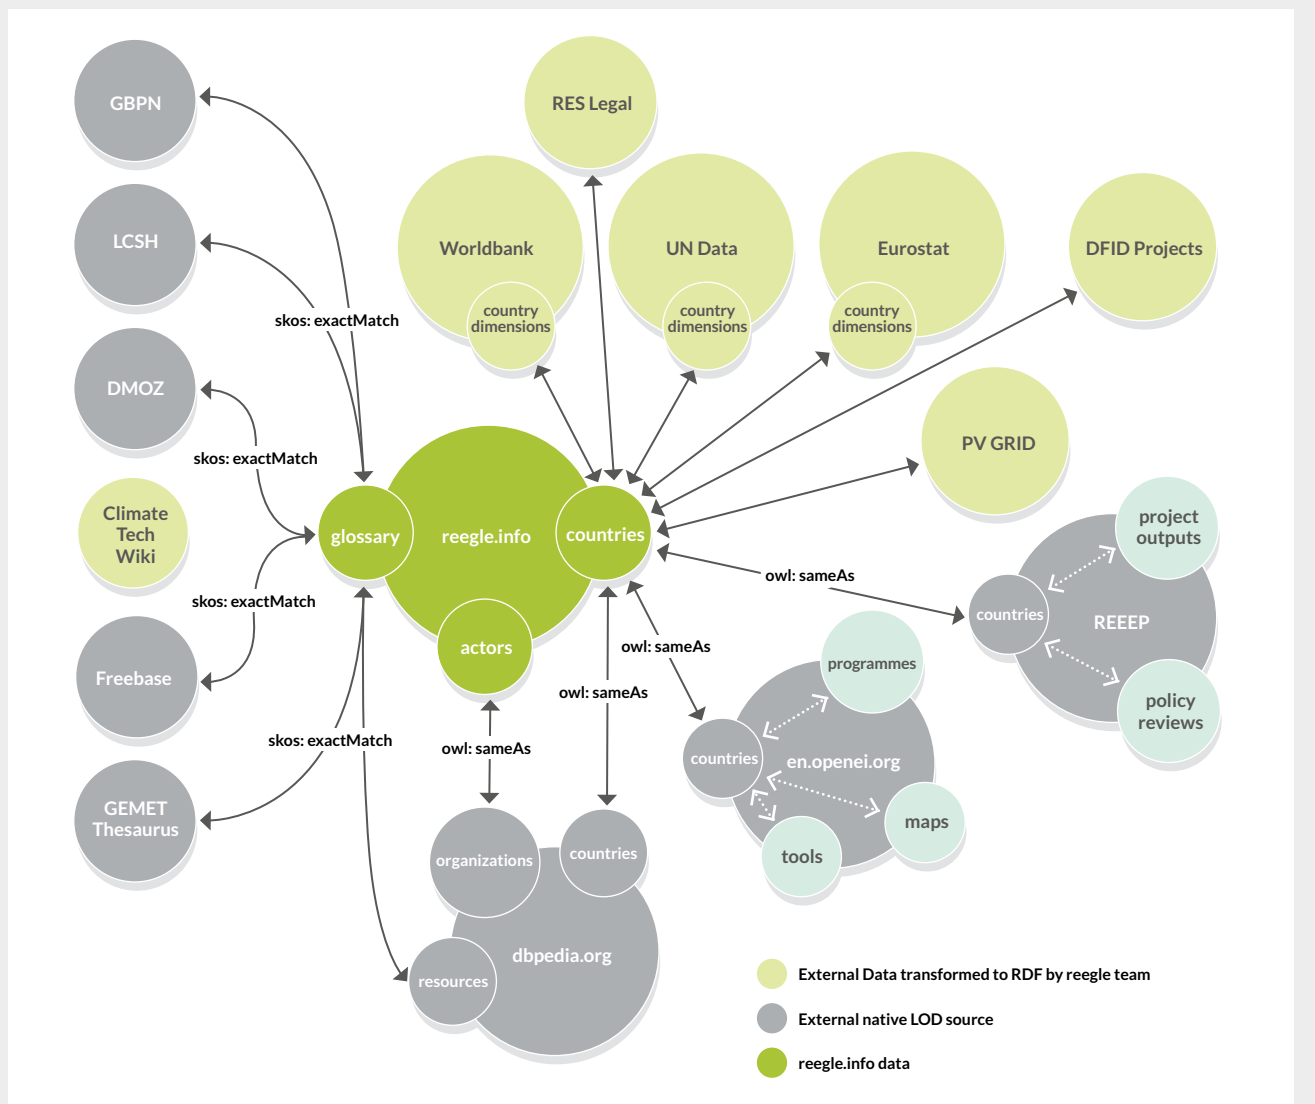 GBPN
LCSH
DMOZ
Climate
Tech
Wiki
Freebase
GEMET
Thesaurus
skos: exactMatch
skos: exactMatch
skos: exactMatch
skos: exactMatch
RES Legal
Worldbank
country
dimensions
UN Data
country
dimensions
Eurostat
country
dimensions
DFID Projects
PV GRID
glossary
reegle.info
countries
actors
owl: sameAs
owl: sameAs
owl: sameAs
owl: sameAs
project
outputs
countries
REEEP
policy
reviews
programmes
countries
en.openei.org
maps
tools
organizations
countries
dbpedia.org
resources
External Data transformed to RDF by reegle team
External native LOD source
reegle.info data